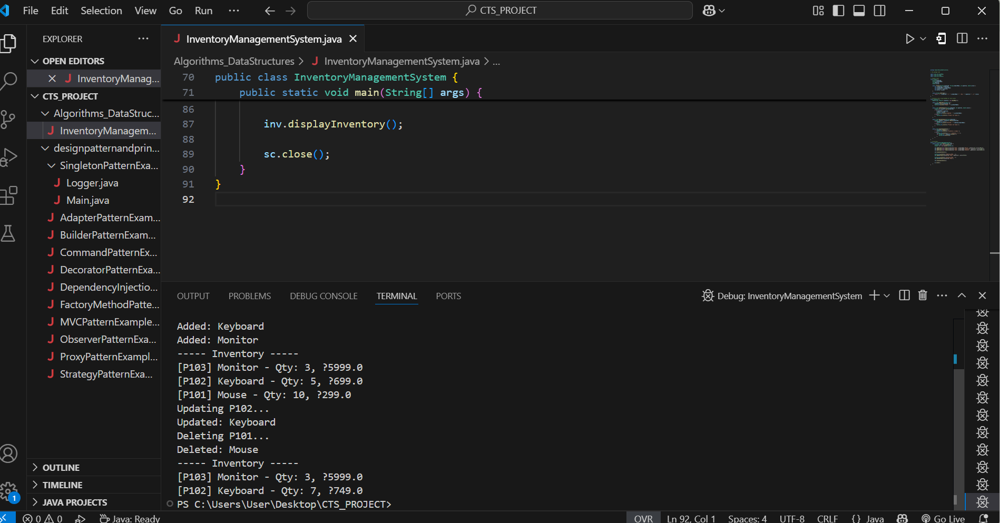 File Edit Selection View Go Run ··· CTS_PROJECT
EXPLORER ···
OPEN EDITORS
InventoryManag...
CTS_PROJECT
Algorithms_DataStruc...
InventoryManagem...
designpatternandprin...
SingletonPatternExa...
Logger.java
Main.java
AdapterPatternExam...
BuilderPatternExam...
CommandPatternEx...
DecoratorPatternExa...
DependencyInjectio...
FactoryMethodPatte...
MVCPatternExample...
ObserverPatternExa...
ProxyPatternExampl...
StrategyPatternExa...
OUTLINE
TIMELINE
JAVA PROJECTS
1
J InventoryManagementSystem.java
Algorithms_DataStructures > J InventoryManagementSystem.java > ...
70 public class InventoryManagementSystem {
71 public static void main(String[] args) {
86
87 inv.displayInventory();
88
89 sc.close();
90 }
91 }
92
OUTPUT PROBLEMS DEBUG CONSOLE TERMINAL PORTS Debug: InventoryManagementSystem
Added: Keyboard
Added: Monitor
----- Inventory -----
[P103] Monitor - Qty: 3, ?5999.0
[P102] Keyboard - Qty: 5, ?699.0
[P101] Mouse - Qty: 10, ?299.0
Updating P102...
Updated: Keyboard
Deleting P101...
Deleted: Mouse
----- Inventory -----
[P103] Monitor - Qty: 3, ?5999.0
[P102] Keyboard - Qty: 7, ?749.0
PS C:\Users\User\Desktop\CTS_PROJECT>
0 0 Java: Ready OVR Ln 92, Col 1 Spaces: 4 UTF-8 CRLF {} Java Go Live